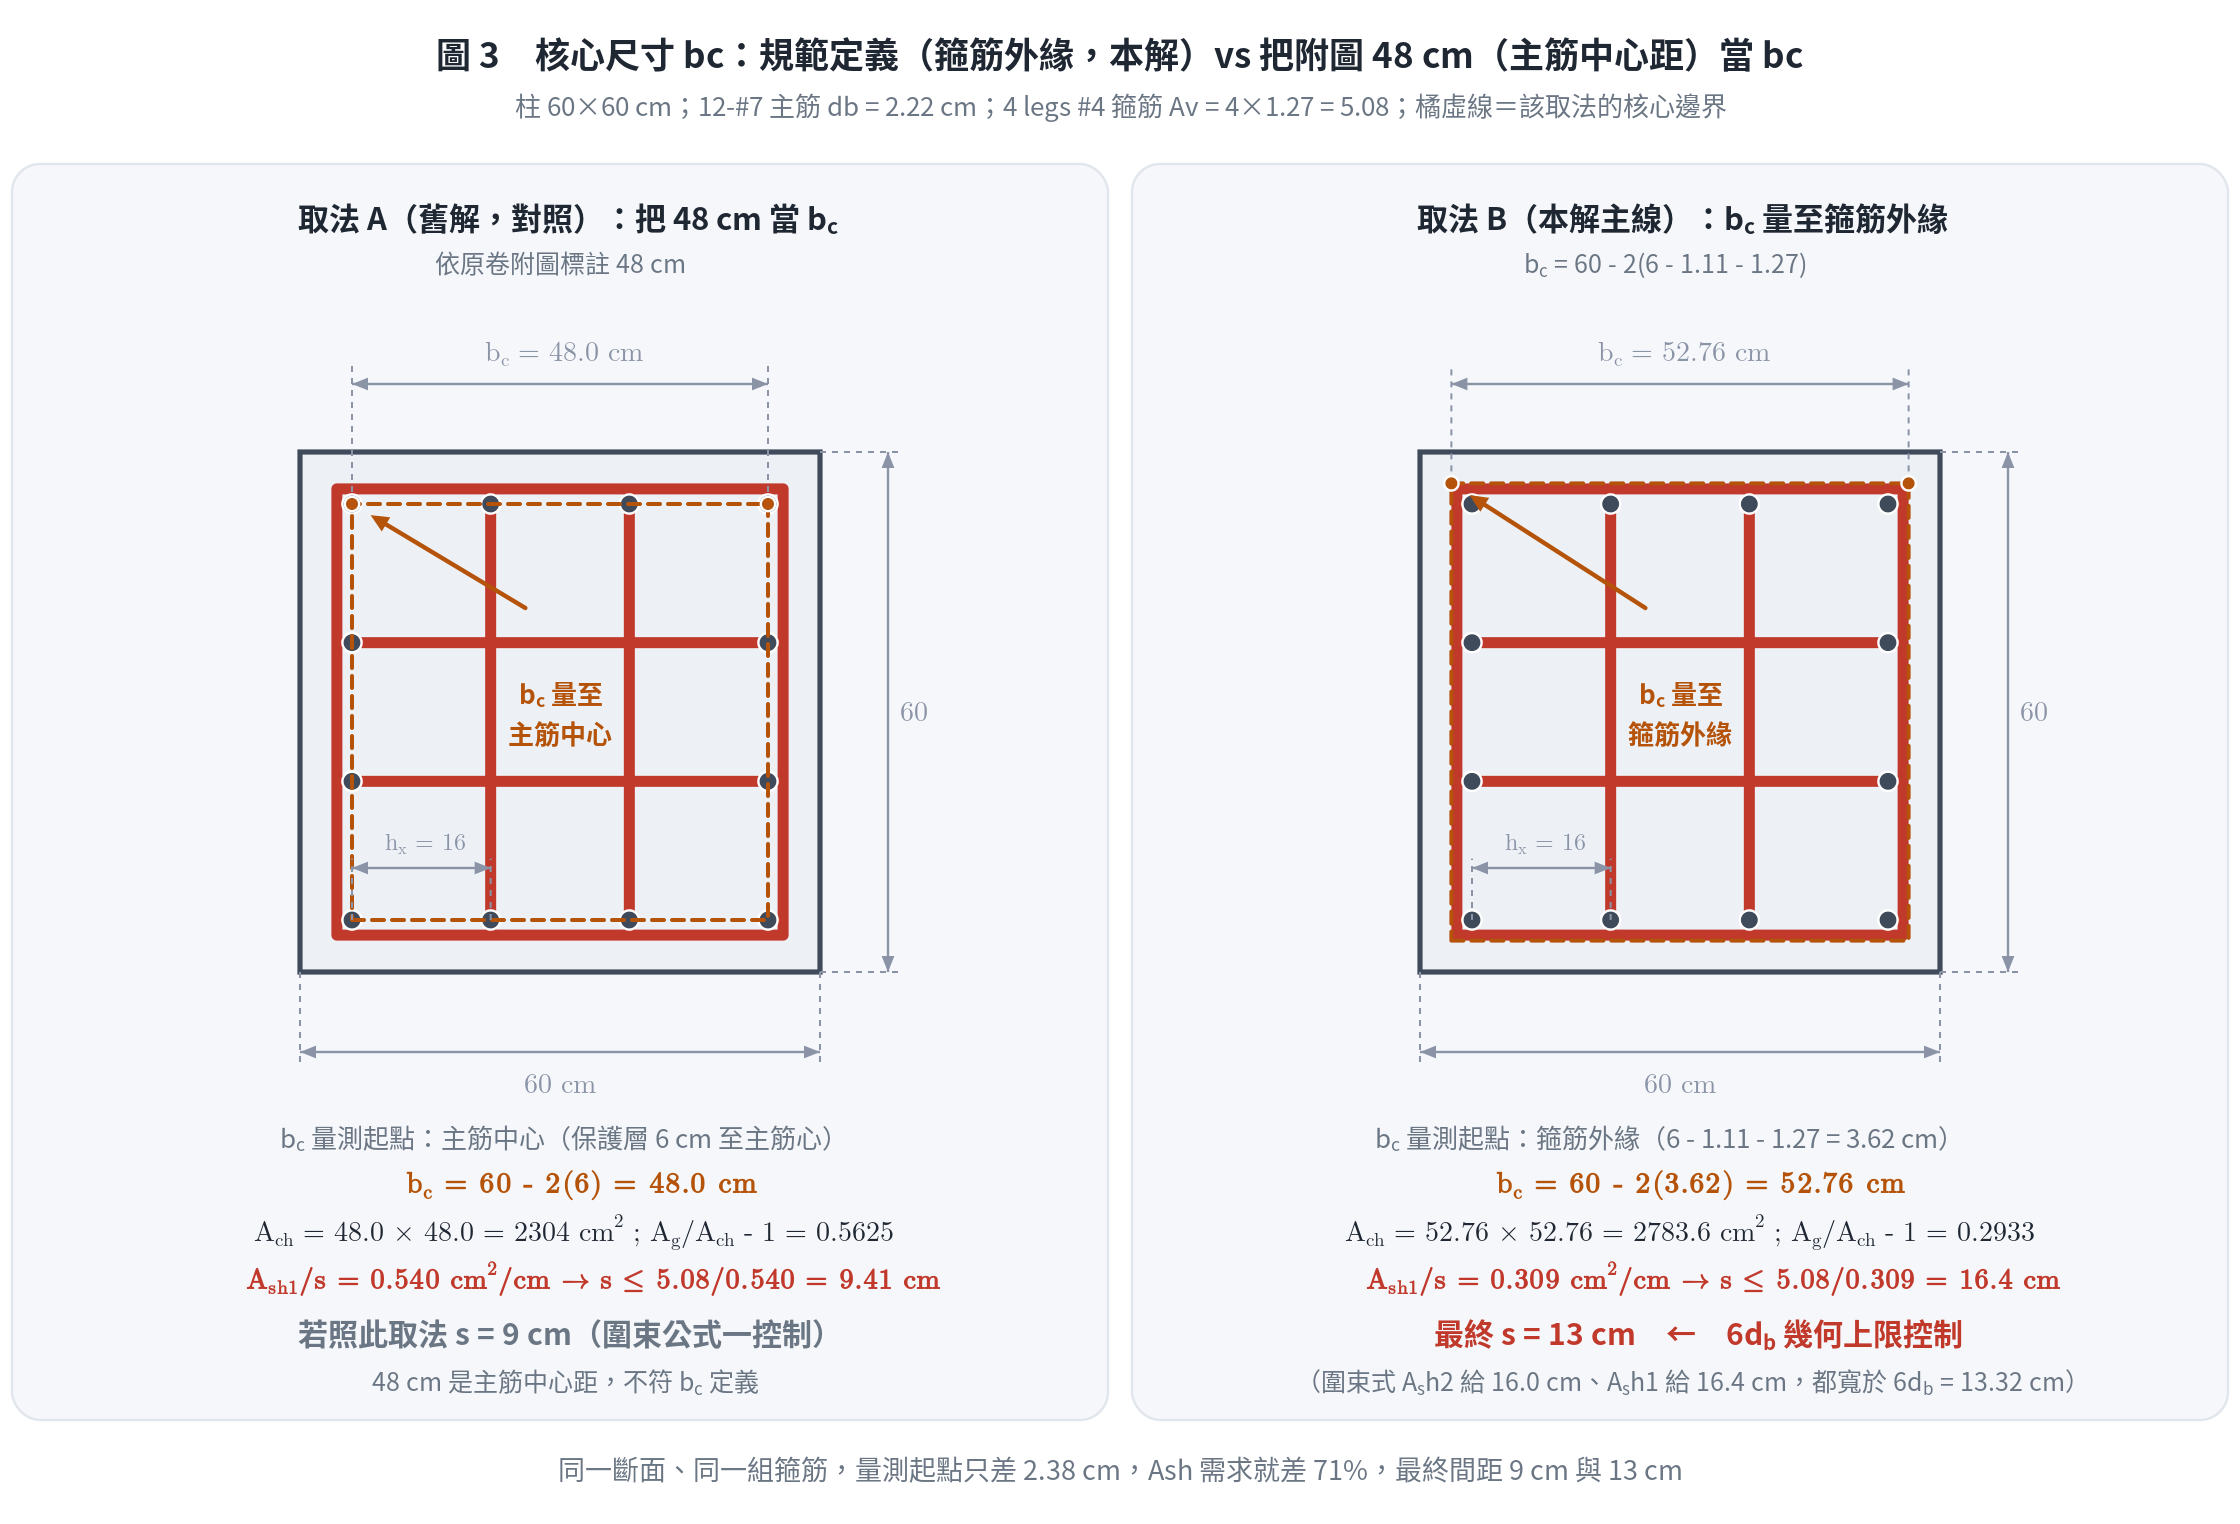 圖 3　核心尺寸 bc：規範定義（箍筋外緣，本解）vs 把附圖 48 cm（主筋中心距）當 bc
柱 60×60 cm；12-#7 主筋 db = 2.22 cm；4 legs #4 箍筋 Av = 4×1.27 = 5.08；橘虛線＝該取法的核心邊界
取法 A（舊解，對照）：把 48 cm 當 bc
依原卷附圖標註 48 cm
bc = 48.0 cm
bc 量至
主筋中心
60
hx = 16
60 cm
bc 量測起點：主筋中心（保護層 6 cm 至主筋心）
bc = 60 - 2(6) = 48.0 cm
Ach = 48.0 × 48.0 = 2304 cm² ; Ag/Ach - 1 = 0.5625
Ash1/s = 0.540 cm²/cm → s ≤ 5.08/0.540 = 9.41 cm
若照此取法 s = 9 cm（圍束公式一控制）
48 cm 是主筋中心距，不符 bc 定義
取法 B（本解主線）：bc 量至箍筋外緣
bc = 60 - 2(6 - 1.11 - 1.27)
bc = 52.76 cm
bc 量至
箍筋外緣
60
hx = 16
60 cm
bc 量測起點：箍筋外緣（6 - 1.11 - 1.27 = 3.62 cm）
bc = 60 - 2(3.62) = 52.76 cm
Ach = 52.76 × 52.76 = 2783.6 cm² ; Ag/Ach - 1 = 0.2933
Ash1/s = 0.309 cm²/cm → s ≤ 5.08/0.309 = 16.4 cm
最終 s = 13 cm　←　6db 幾何上限控制
（圍束式 Ash2 給 16.0 cm、Ash1 給 16.4 cm，都寬於 6db = 13.32 cm）
同一斷面、同一組箍筋，量測起點只差 2.38 cm，Ash 需求就差 71%，最終間距 9 cm 與 13 cm